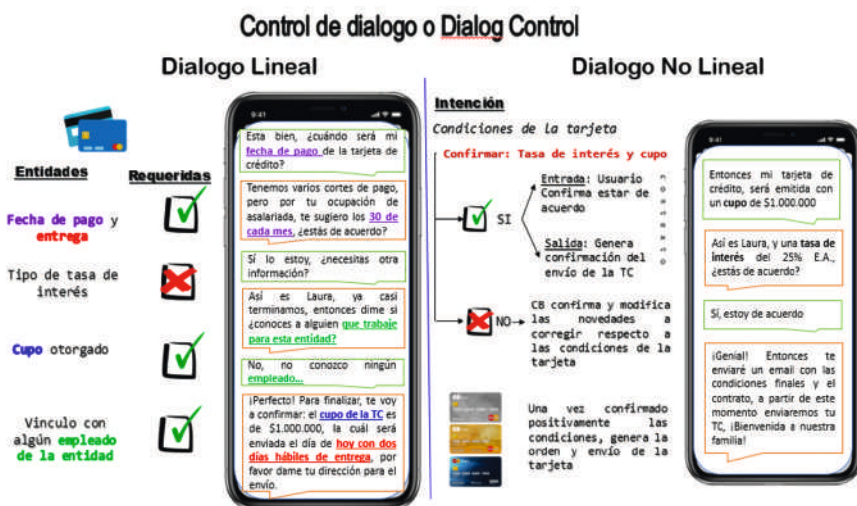 Control de dialogo o Dialog Control
Dialogo Lineal
Entidades
Requeridas
Fecha de pago y
entrega
Tipo de tasa de
interés
Cupo otorgado
Vinculo con
algún empleado
de la entidad
9:41
Esta bien, ¿cuándo será mi
fecha de pago de la tarjeta de
crédito?
Tenemos varios cortes de pago,
pero por tu ocupación de
asalariada, te sugiero los 30 de
cada mes, ¿estás de acuerdo?
Sí lo estoy, ¿necesitas otra
información?
Así es Laura, ya casi
terminamos, entonces dime si
¿conoces a alguien que trabaje
para esta entidad?
No, no conozco ningún
empleado...
¡Perfecto! Para finalizar, te voy
a confirmar: el cupo de la TC es
de $1.000.000, la cuál será
enviada el día de hoy con dos
días hábiles de entrega, por
favor dame tu dirección para el
envío.
Dialogo No Lineal
Intención
Condiciones de la tarjeta
Confirmar: Tasa de interés y cupo
SI
Entrada: Usuario
Confirma estar de
acuerdo
Salida: Genera
confirmación del
envío de la TC
NO
CB confirma y modifica
las novedades a
corregir respecto a
las condiciones de la
tarjeta
Una vez confirmado
positivamente las
condiciones, genera la
orden y envío de la
tarjeta
9:41
Entonces mi tarjeta de
crédito, será emitida con
un cupo de $1.000.000
Así es Laura, y una tasa de
interés del 25% E.A.,
¿estás de acuerdo?
Sí, estoy de acuerdo
¡Genial! Entonces te
enviaré un email con las
condiciones finales y el
contrato, a partir de este
momento enviaremos tu
TC, ¡Bienvenida a nuestra
familia!